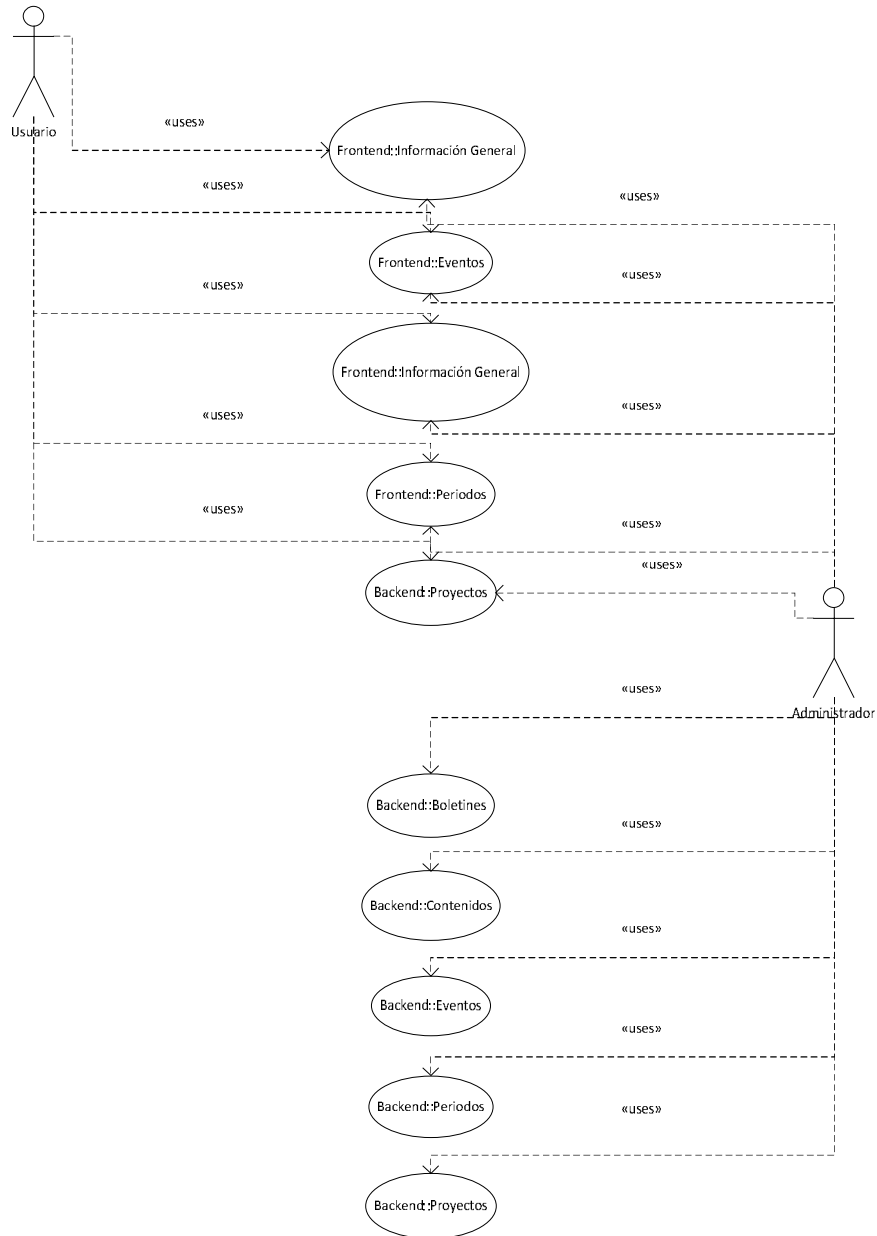 Usuario
«uses»
Frontend::Información General
«uses»
«uses»
Frontend::Eventos
«uses»
«uses»
Frontend::Información General
«uses»
«uses»
Frontend::Periodos
«uses»
«uses»
«uses»
Backend::Proyectos
«uses»
Administrador
Backend::Boletines
«uses»
Backend::Contenidos
«uses»
Backend::Eventos
«uses»
Backend::Periodos
«uses»
Backend::Proyectos